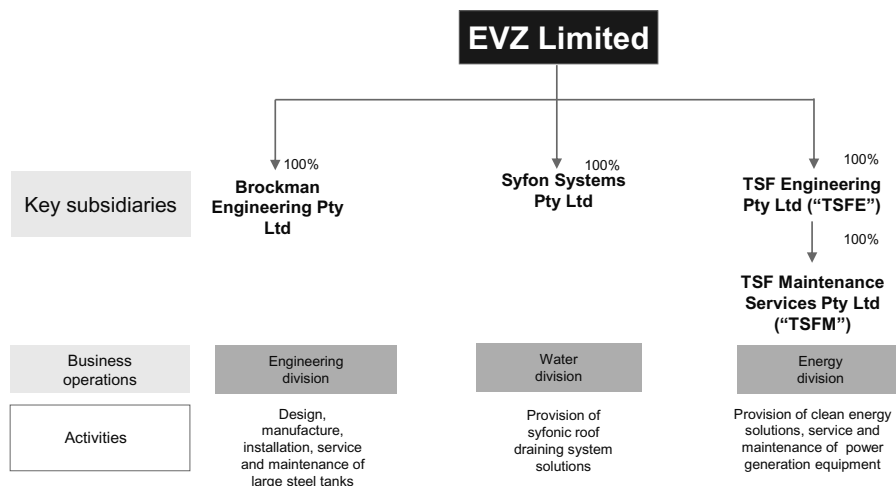 EVZ Limited
100%
100%
100%
Key subsidiaries
Brockman
Engineering Pty
Ltd
Syfon Systems
Pty Ltd
TSF Engineering
Pty Ltd (“TSFE”)
100%
TSF Maintenance
Services Pty Ltd
(“TSFM”)
Business
operations
Engineering
division
Water
division
Energy
division
Activities
Design,
manufacture,
installation, service
and maintenance of
large steel tanks
Provision of
syfonic roof
draining system
solutions
Provision of clean energy
solutions, service and
maintenance of power
generation equipment